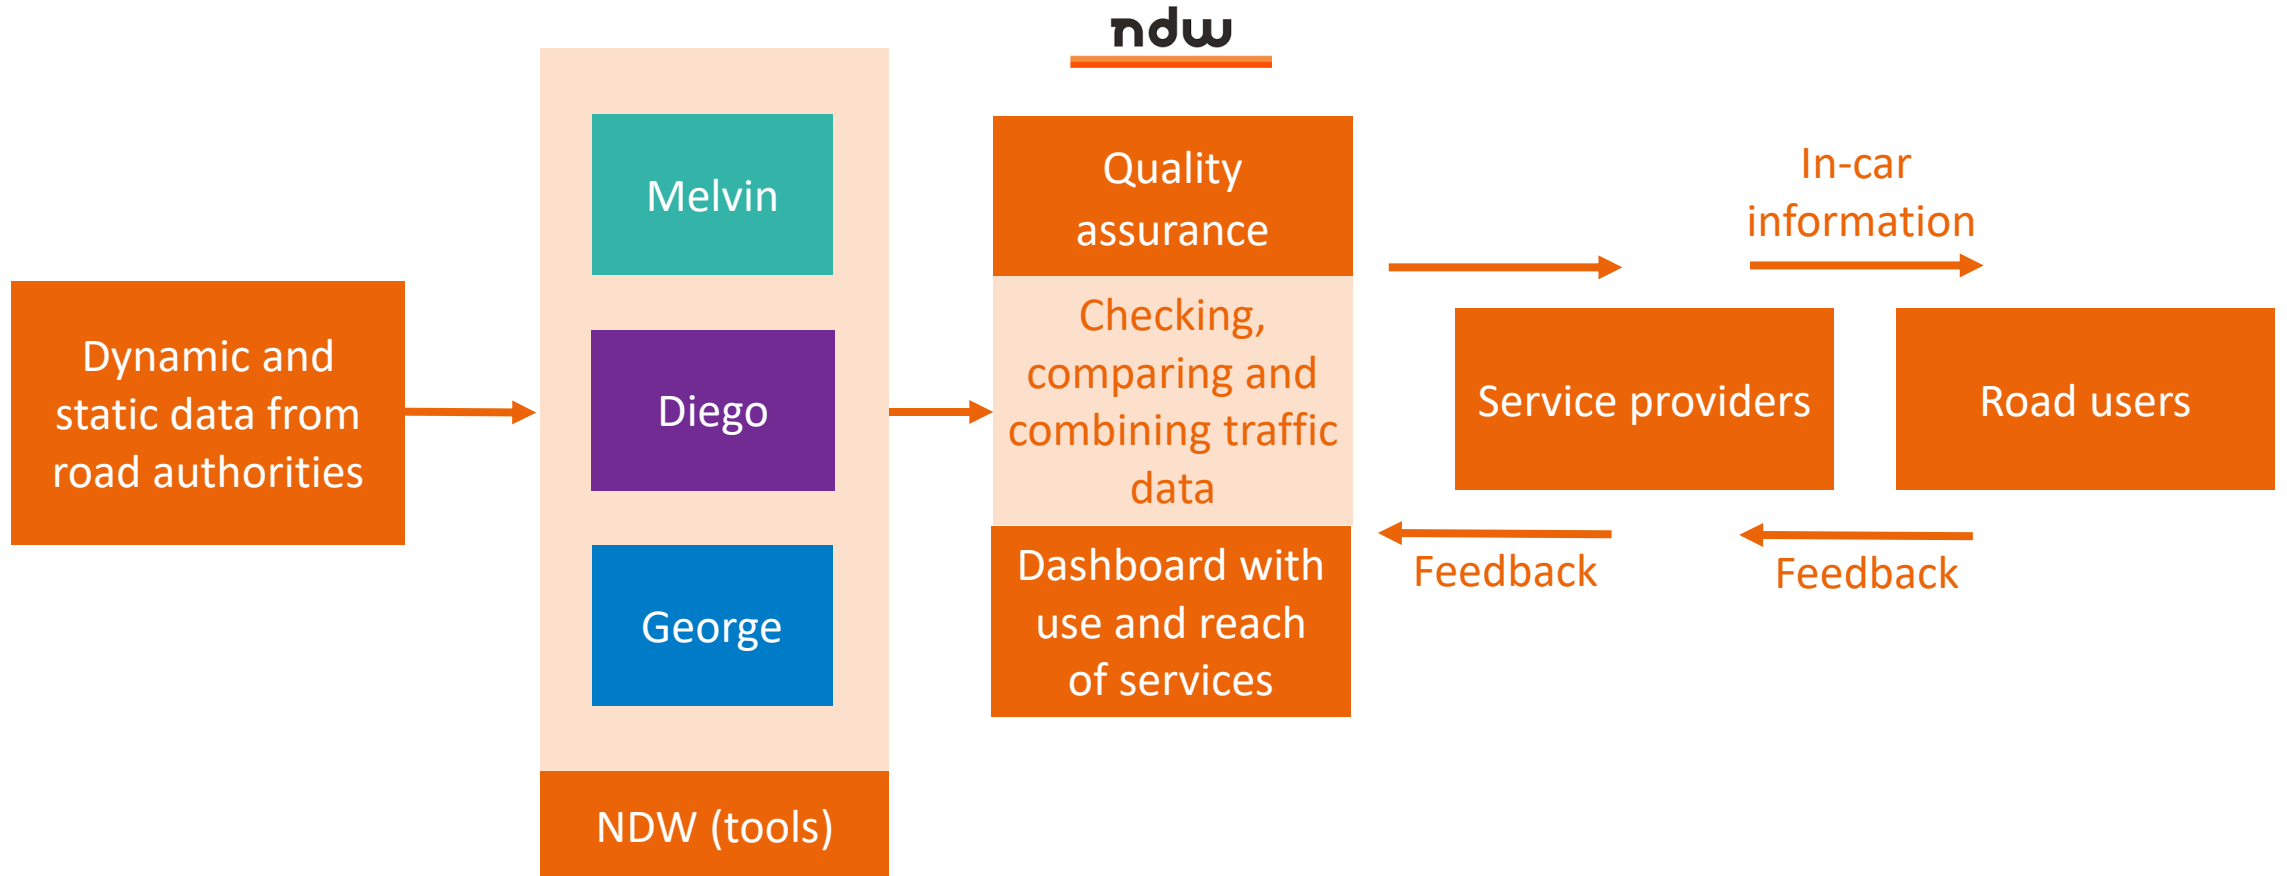 ndw
Dynamic and
static data from
road authorities
Melvin
Diego
George
NDW (tools)
Quality
assurance
Checking,
comparing and
combining traffic
data
Dashboard with
use and reach
of services
In-car
information
Service providers
Road users
Feedback
Feedback